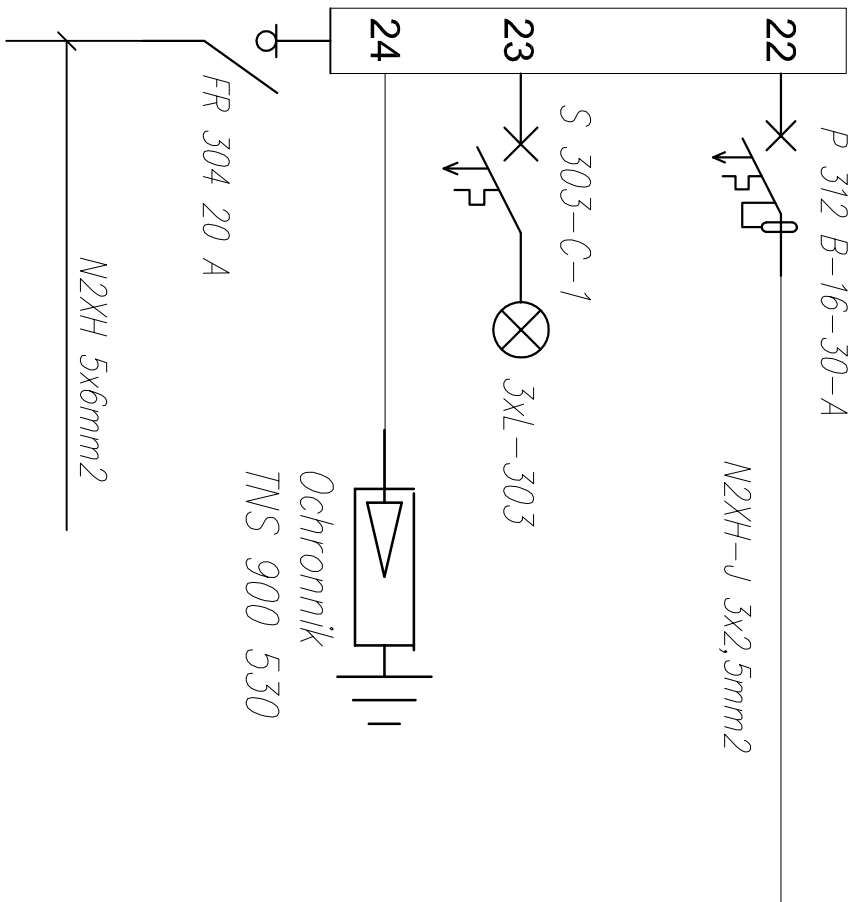 22
23
24
P 312 B-16-30-A
S 303-C-1
FR 304 20 A
N2XH-J 3x2,5mm2
3xL-303
Ochronnik
TNS 900 530
N2XH 5x6mm2